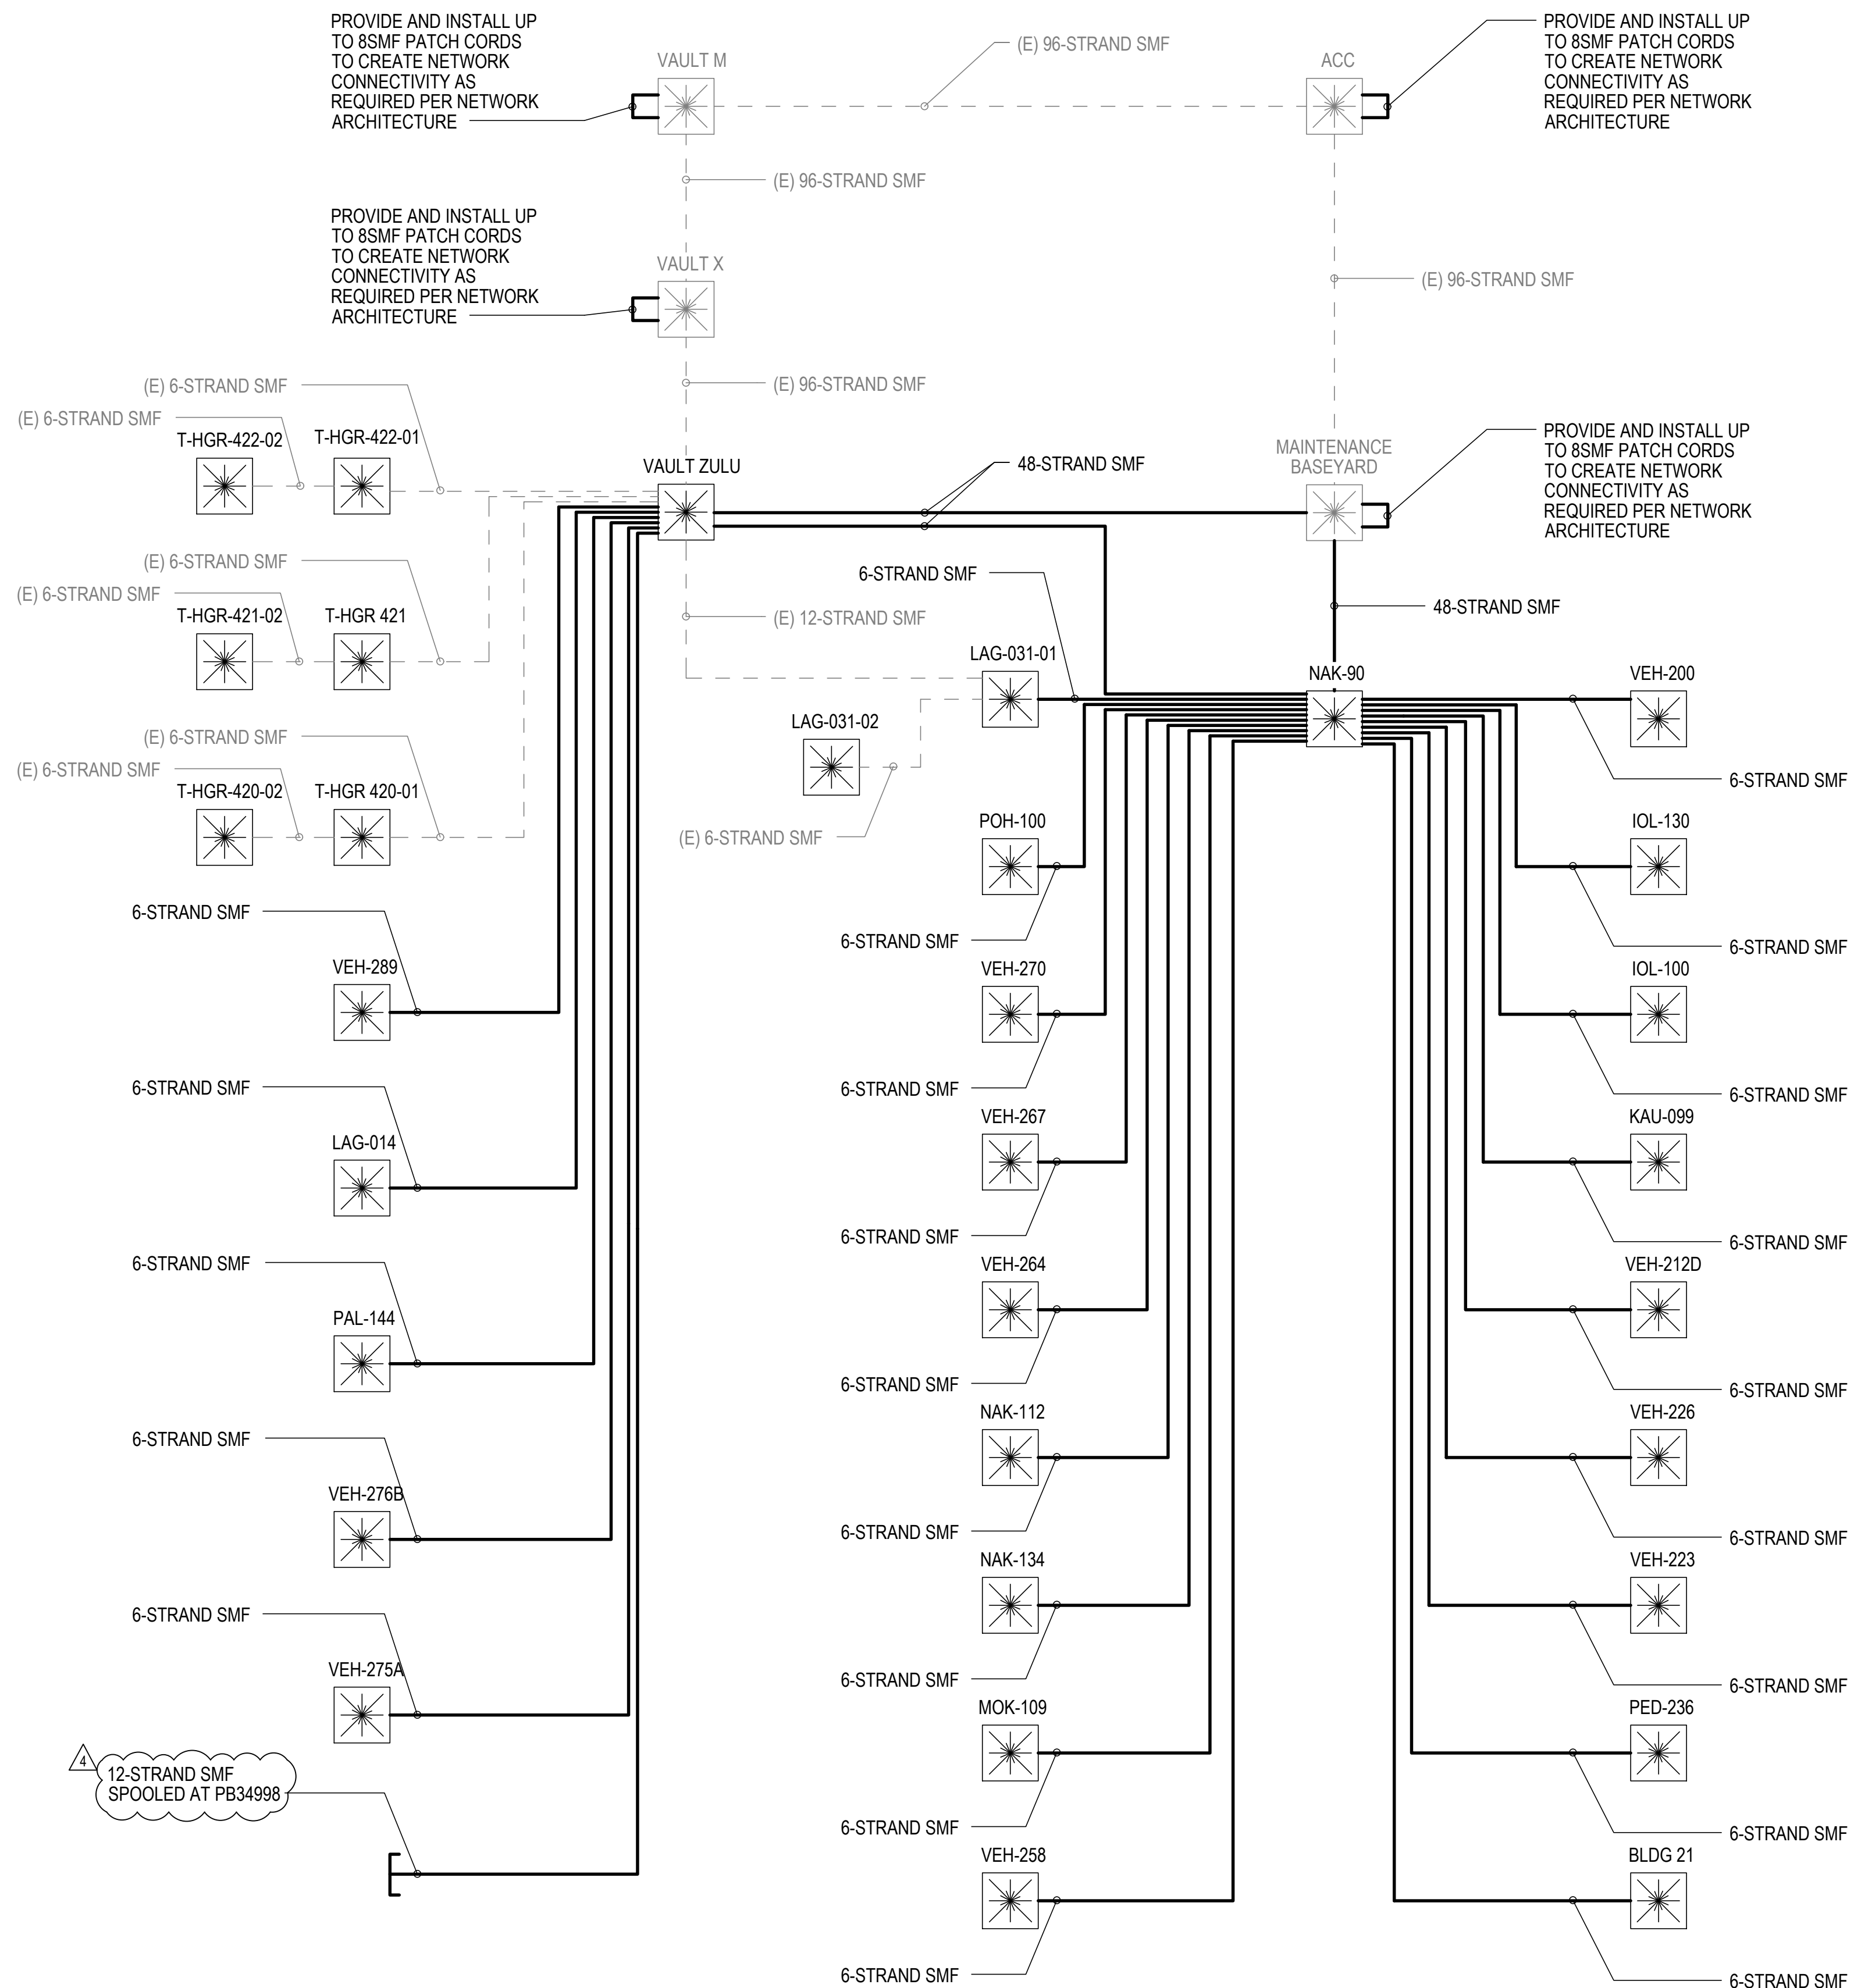 PROVIDE AND INSTALL UP
TO 8SMF PATCH CORDS
TO CREATE NETWORK
CONNECTIVITY AS
REQUIRED PER NETWORK
ARCHITECTURE
VAULT M
(E) 96-STRAND SMF
ACC
PROVIDE AND INSTALL UP
TO 8SMF PATCH CORDS
TO CREATE NETWORK
CONNECTIVITY AS
REQUIRED PER NETWORK
ARCHITECTURE
(E) 96-STRAND SMF
PROVIDE AND INSTALL UP
TO 8SMF PATCH CORDS
TO CREATE NETWORK
CONNECTIVITY AS
REQUIRED PER NETWORK
ARCHITECTURE
VAULT X
(E) 96-STRAND SMF
(E) 96-STRAND SMF
(E) 6-STRAND SMF
(E) 6-STRAND SMF
T-HGR-422-02
T-HGR-422-01
VAULT ZULU
48-STRAND SMF
MAINTENANCE
BASEYARD
PROVIDE AND INSTALL UP
TO 8SMF PATCH CORDS
TO CREATE NETWORK
CONNECTIVITY AS
REQUIRED PER NETWORK
ARCHITECTURE
(E) 6-STRAND SMF
(E) 6-STRAND SMF
T-HGR-421-02
T-HGR 421
(E) 12-STRAND SMF
6-STRAND SMF
48-STRAND SMF
LAG-031-01
NAK-90
VEH-200
LAG-031-02
6-STRAND SMF
(E) 6-STRAND SMF
(E) 6-STRAND SMF
T-HGR-420-02
T-HGR 420-01
(E) 6-STRAND SMF
POH-100
IOL-130
6-STRAND SMF
6-STRAND SMF
6-STRAND SMF
VEH-289
VEH-270
IOL-100
6-STRAND SMF
6-STRAND SMF
6-STRAND SMF
LAG-014
VEH-267
KAU-099
6-STRAND SMF
6-STRAND SMF
6-STRAND SMF
PAL-144
VEH-264
VEH-212D
6-STRAND SMF
6-STRAND SMF
6-STRAND SMF
VEH-276B
NAK-112
VEH-226
6-STRAND SMF
6-STRAND SMF
6-STRAND SMF
VEH-275A
NAK-134
VEH-223
6-STRAND SMF
6-STRAND SMF
4
12-STRAND SMF
SPOOLED AT PB34998
MOK-109
PED-236
6-STRAND SMF
6-STRAND SMF
VEH-258
BLDG 21
6-STRAND SMF
6-STRAND SMF